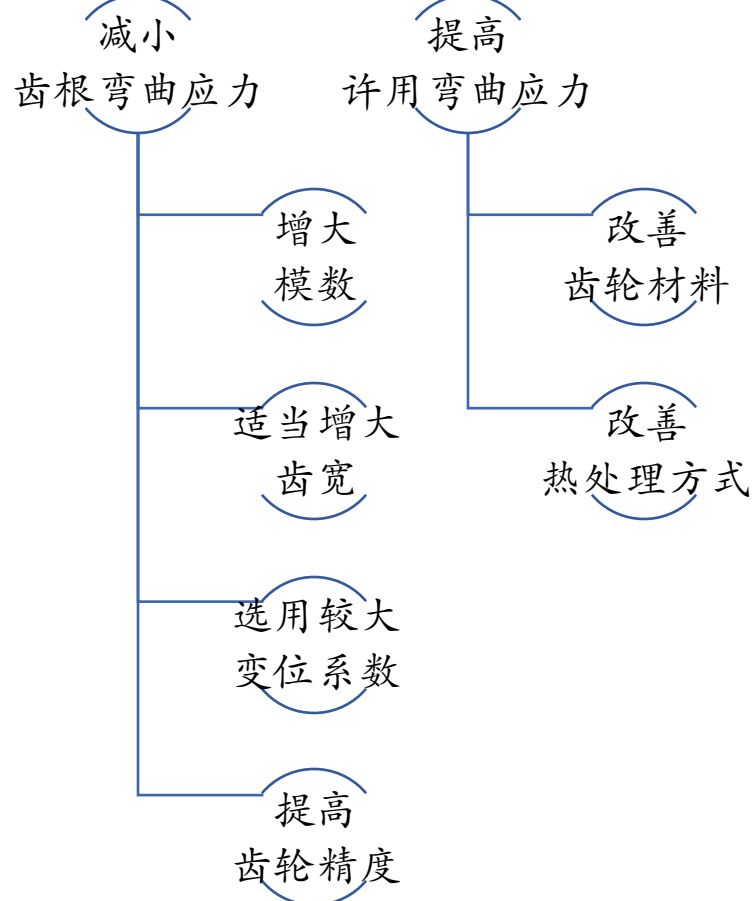 减小
齿根弯曲应力
增大
模数
适当增大
齿宽
选用较大
变位系数
提高
齿轮精度
提高
许用弯曲应力
改善
齿轮材料
改善
热处理方式